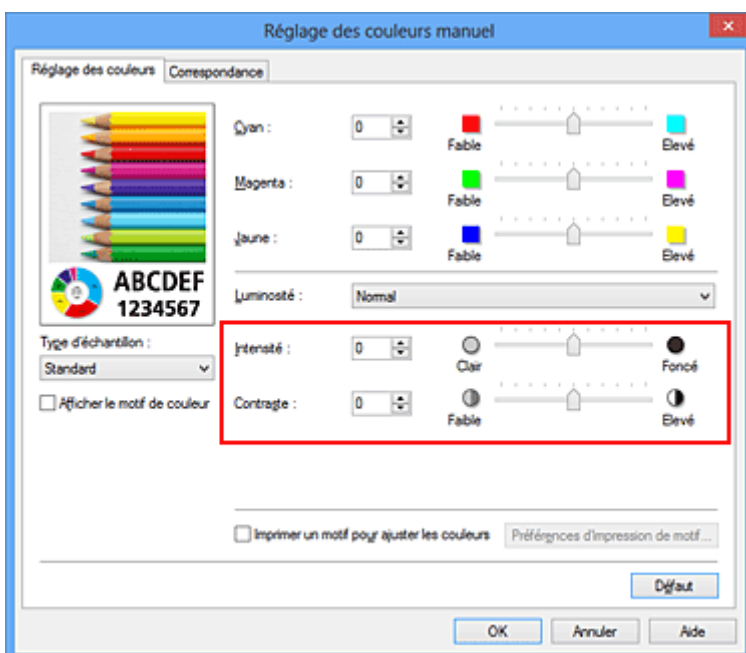 Réglage des couleurs manuel
Réglage des couleurs
Correspondance
Cyan :
0
Faible
Elevé
Magenta :
0
Faible
Elevé
Jaune :
0
Faible
Elevé
ABCDEF
1234567
Luminosité :
Normal
Type d'échantillon :
Standard
Intensité :
0
Clair
Foncé
Afficher le motif de couleur
Contraste :
0
Faible
Elevé
Imprimer un motif pour ajuster les couleurs
Préférences d'impression de motif...
Défaut
OK
Annuler
Aide